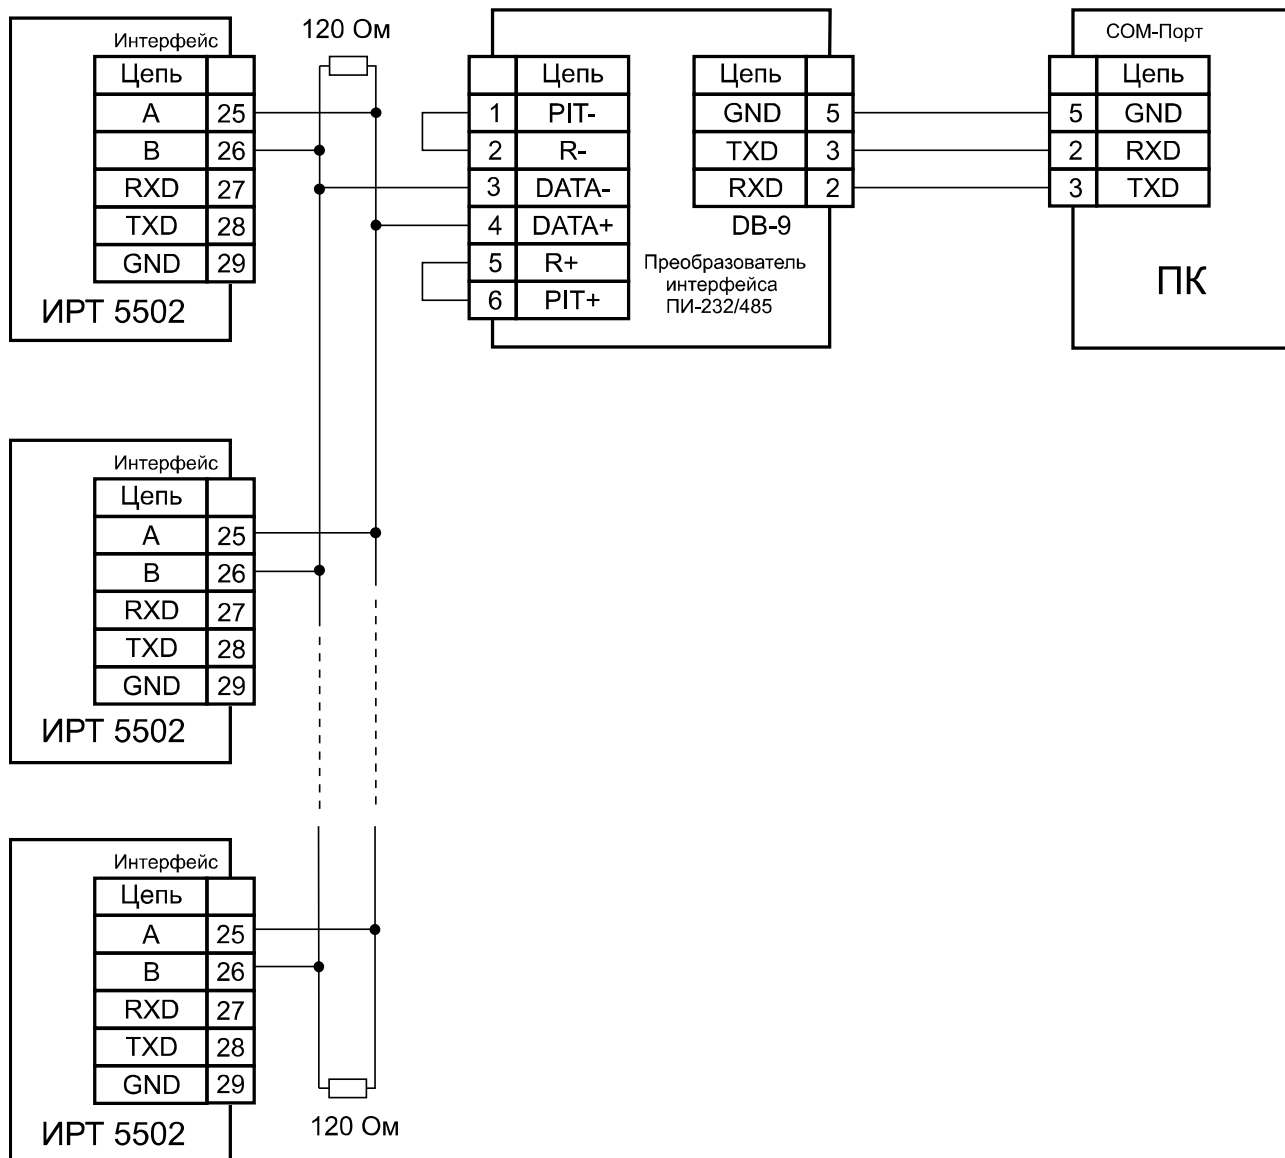 120 Ом
Интерфейс
Цепь
A 25
B 26
RXD 27
TXD 28
GND 29
ИРТ 5502
Цепь
1 PIT-
2 R-
3 DATA-
4 DATA+
5 R+
6 PIT+
Цепь
GND 5
TXD 3
RXD 2
DB-9
Преобразователь
интерфейса
ПИ-232/485
COM-Порт
Цепь
5 GND
2 RXD
3 TXD
ПК
Интерфейс
Цепь
A 25
B 26
RXD 27
TXD 28
GND 29
ИРТ 5502
Интерфейс
Цепь
A 25
B 26
RXD 27
TXD 28
GND 29
ИРТ 5502
120 Ом